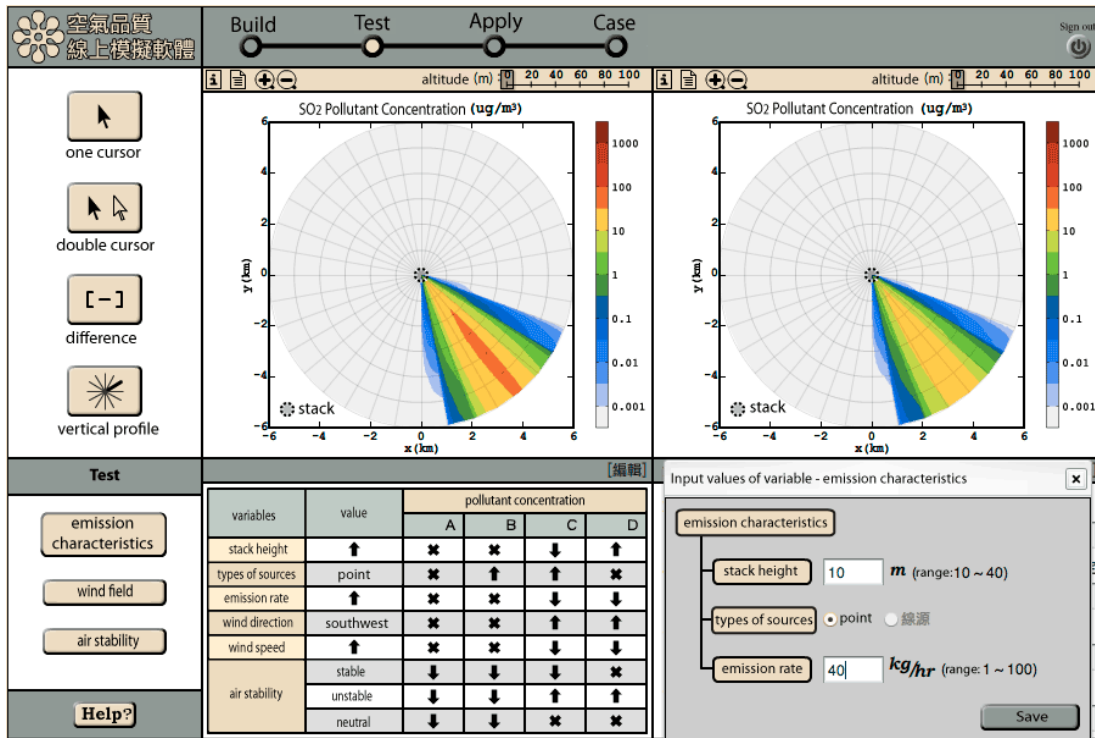 空氣品質
線上模擬軟體
Build
Test
Apply
Case
Sign out
one cursor
double cursor
[-]
difference
vertical profile
altitude (m) : 0 20 40 60 80 100
SO2 Pollutant Concentration (ug/m³)
6
4
2
0
-2
-4
-6
y(km)
-6 -4 -2 0 2 4 6
x(km)
stack
1000
100
10
1
0.1
0.01
0.001
altitude (m) : 0 20 40 60 80 100
SO2 Pollutant Concentration (ug/m³)
6
4
2
0
-2
-4
-6
y(km)
-6 -4 -2 0 2 4 6
x(km)
stack
1000
100
10
1
0.1
0.01
0.001
Test
emission
characteristics
wind field
air stability
Help?
[編輯]
variables value pollutant concentration
A B C D
stack height ⬆ ✖ ✖ ⬇ ⬆
types of sources point ✖ ⬆ ⬆ ✖
emission rate ⬆ ✖ ✖ ⬇ ⬇
wind direction southwest ✖ ✖ ⬆ ⬆
wind speed ⬆ ✖ ✖ ⬇ ⬇
air stability stable ⬇ ⬇ ⬇ ✖
unstable ⬇ ⬇ ⬆ ⬆
neutral ⬇ ⬇ ✖ ✖
Input values of variable - emission characteristics
emission characteristics
stack height 10 m (range:10 ~ 40)
types of sources point 線源
emission rate 40 kg/hr (range: 1 ~ 100)
Save